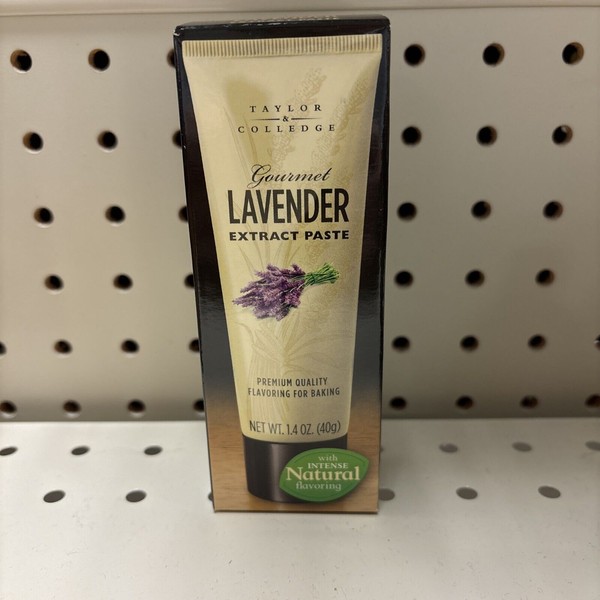 TAYLOR
&
COLLEDGE
Gourmet
LAVENDER
EXTRACT PASTE
PREMIUM QUALITY
FLAVORING FOR BAKING
NET WT. 1.4 OZ. (40g)
with
INTENSE
Natural
flavoring